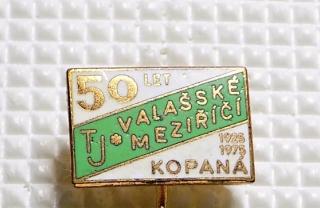 50 LET
TJ VALAŠSKÉ
MEZIŘÍČÍ
1925
1975
KOPANÁ